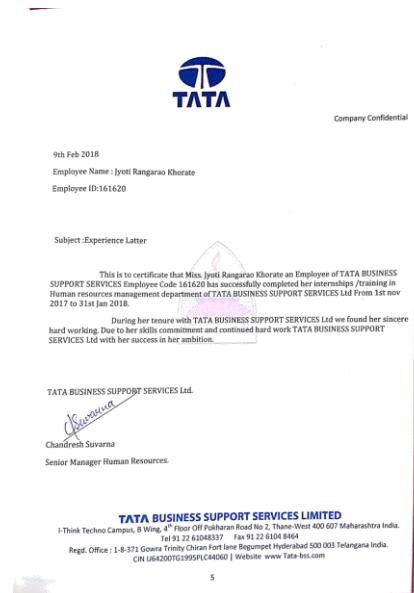 TATA
Company Confidential
9th Feb 2018
Employee Name : Jyoti Rangarao Khorate
Employee ID:161620
Subject :Experience Latter
This is to certificate that Miss. Jyoti Rangarao Khorate an Employee of TATA BUSINESS
SUPPORT SERVICES Employee Code 161620 has successfully completed her internships /training in
Human resources management department of TATA BUSINESS SUPPORT SERVICES Ltd From 1st nov
2017 to 31st Jan 2018.
During her tenure with TATA BUSINESS SUPPORT SERVICES Ltd we found her sincere
hard working. Due to her skills commitment and continued hard work TATA BUSINESS SUPPORT
SERVICES Ltd with her success in her ambition.
TATA BUSINESS SUPPORT SERVICES Ltd.
Suvarna
Chandresh Suvarna
Senior Manager Human Resources.
TATA BUSINESS SUPPORT SERVICES LIMITED
I-Think Techno Campus, B Wing, 4th Floor Off Pokharan Road No 2, Thane-West 400 607 Maharashtra India.
Tel 91 22 61048337 Fax 91 22 6104 8464
Regd. Office : 1-8-371 Gowra Trinity Chiran Fort lane Begumpet Hyderabad 500 003 Telangana India.
CIN U64200TG1995PLC44060 | Website www Tata-bss.com
5